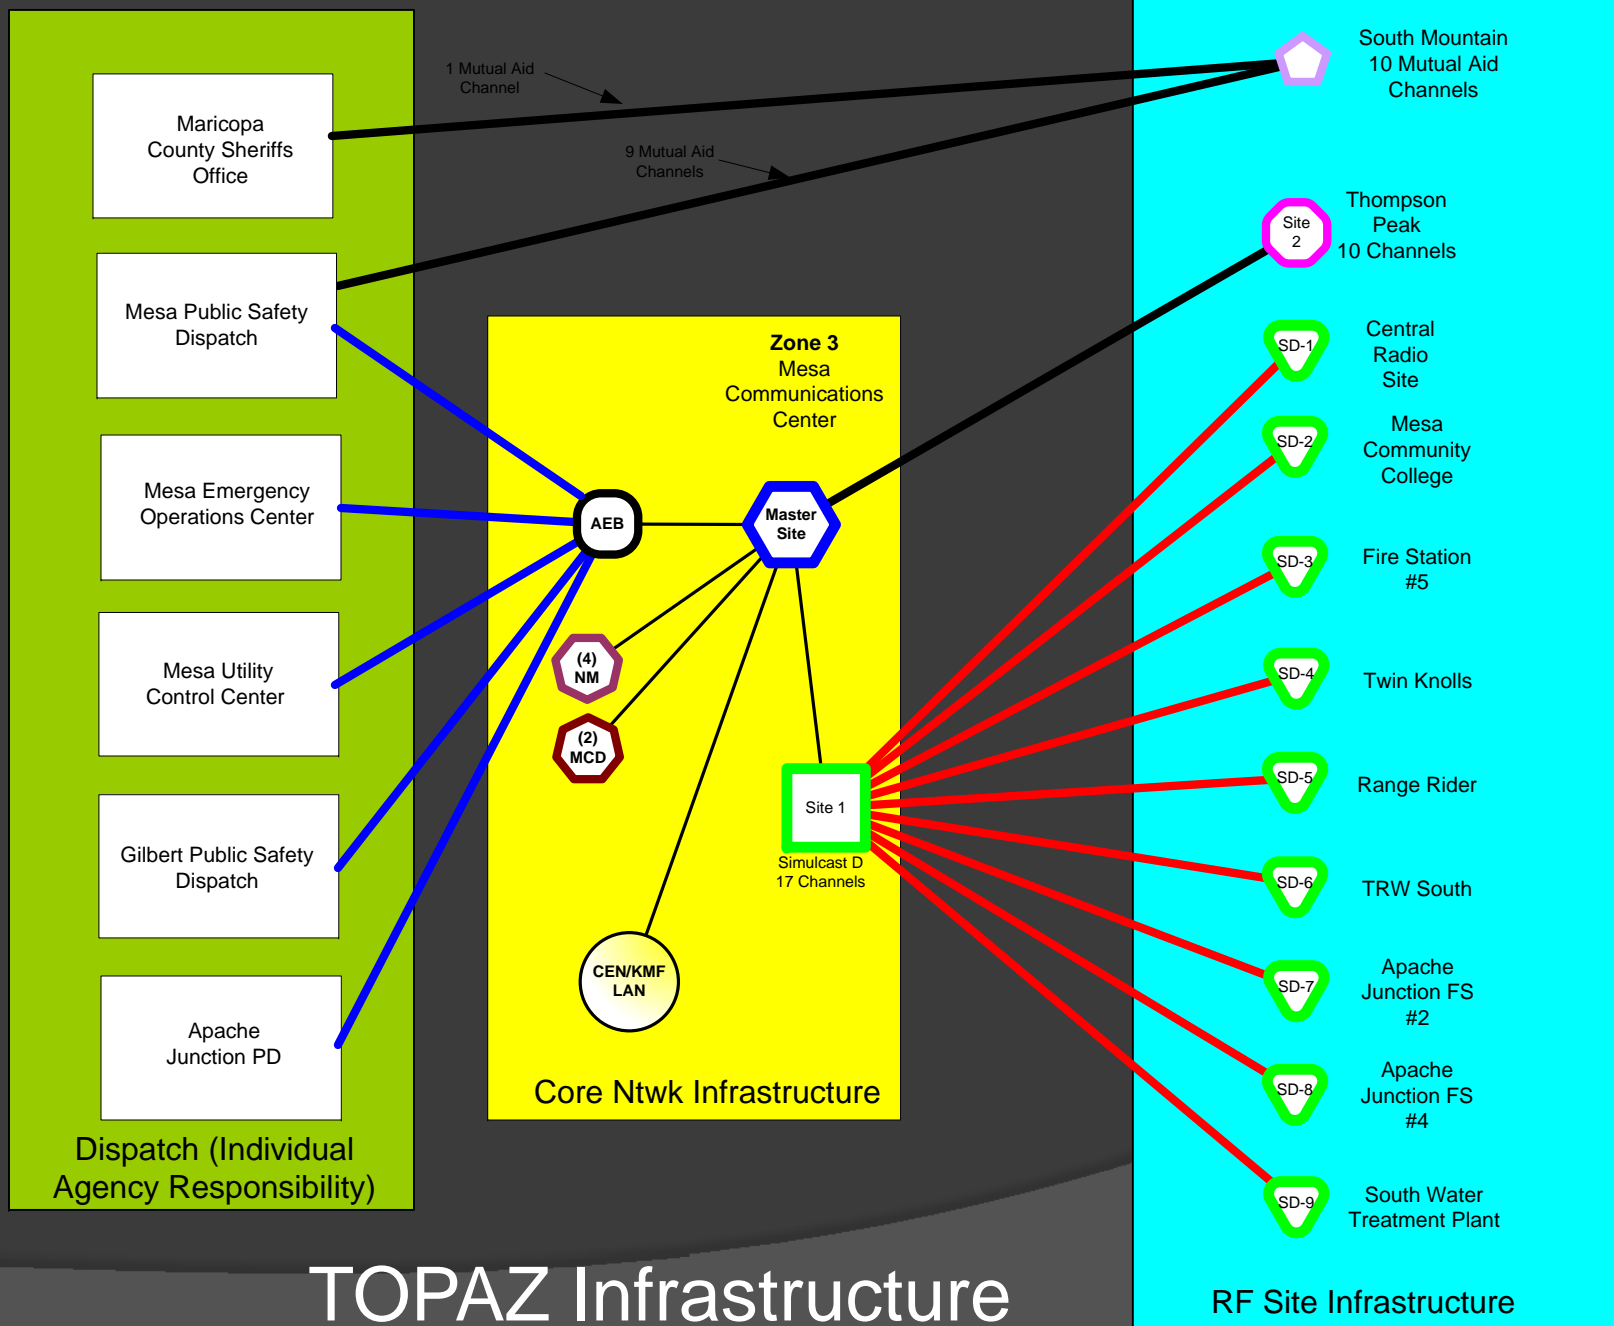 Maricopa
County Sheriffs
Office
Mesa Public Safety
Dispatch
Mesa Emergency
Operations Center
Mesa Utility
Control Center
Gilbert Public Safety
Dispatch
Apache
Junction PD
Dispatch (Individual
Agency Responsibility)
1 Mutual Aid
Channel
9 Mutual Aid
Channels
Zone 3
Mesa
Communications
Center
AEB
Master
Site
(4)
NM
(2)
MCD
Site 1
Simulcast D
17 Channels
CEN/KMF
LAN
Core Ntwk Infrastructure
South Mountain
10 Mutual Aid
Channels
Site
2
Thompson
Peak
10 Channels
SD-1
Central
Radio
Site
SD-2
Mesa
Community
College
SD-3
Fire Station
#5
SD-4
Twin Knolls
SD-5
Range Rider
SD-6
TRW South
SD-7
Apache
Junction FS
#2
SD-8
Apache
Junction FS
#4
SD-9
South Water
Treatment Plant
RF Site Infrastructure
TOPAZ Infrastructure